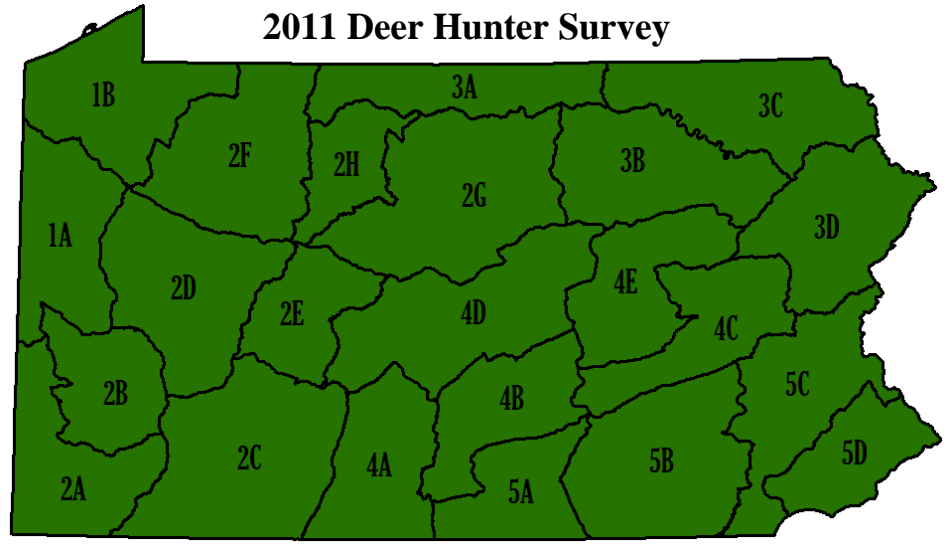 2011 Deer Hunter Survey
1B
3A
3C
2F
2H
3B
2G
1A
3D
2D
2E
4D
4E
4C
2B
4B
5C
2C
4A
5B
5D
2A
5A